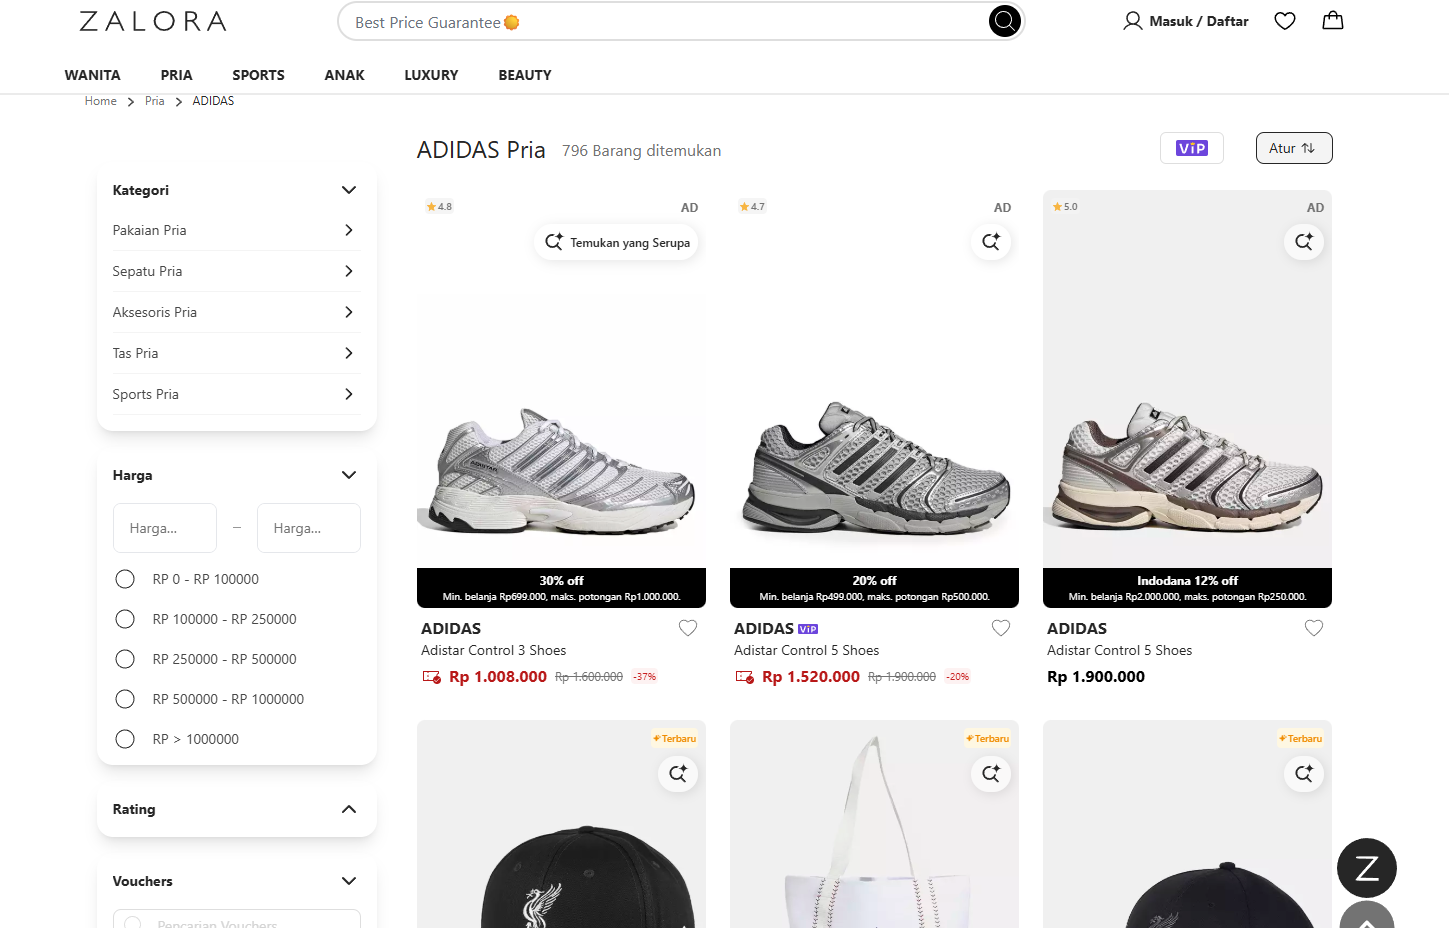 ZALORA
Best Price Guarantee
Masuk / Daftar
WANITA PRIA SPORTS ANAK LUXURY BEAUTY
Home > Pria > ADIDAS
ADIDAS Pria 796 Barang ditemukan
ViP
Atur
Kategori
Pakaian Pria
Sepatu Pria
Aksesoris Pria
Tas Pria
Sports Pria
Harga
Harga... – Harga...
RP 0 - RP 100000
RP 100000 - RP 250000
RP 250000 - RP 500000
RP 500000 - RP 1000000
RP > 1000000
Rating
Vouchers
Pencarian Vouchers
4.8 AD
Temukan yang Serupa
30% off
Min. belanja Rp699.000, maks. potongan Rp1.000.000.
ADIDAS
Adistar Control 3 Shoes
Rp 1.008.000 Rp 1.600.000 -37%
4.7 AD
20% off
Min. belanja Rp499.000, maks. potongan Rp500.000.
ADIDAS ViP
Adistar Control 5 Shoes
Rp 1.520.000 Rp 1.900.000 -20%
5.0 AD
Indodana 12% off
Min. belanja Rp2.000.000, maks. potongan Rp250.000.
ADIDAS
Adistar Control 5 Shoes
Rp 1.900.000
Terbaru
Terbaru
Terbaru
Z